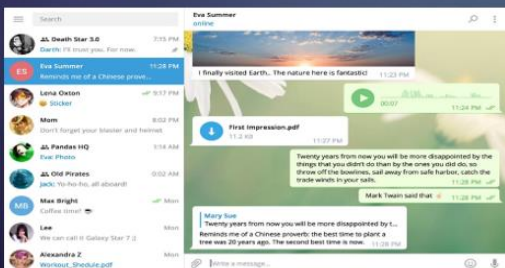 Search
Death Star 3.0
7:15 PM
Darth: I'll trust you. For now.
ES
Eva Summer
11:28 PM
Reminds me of a Chinese prove...
Lena Oxton
9:17 PM
Sticker
Mom
8:02 PM
Don't forget your blaster and helmet
Pandas HQ
1:14 AM
Eva: Photo
Old Pirates
0:02 AM
Jack: Yo-ho-ho, all aboard!
MB
Max Bright
Mon
Coffee time?
Lee
Mon
We can call it Galaxy Star 7 ;)
Alexandra Z
Mon
Workout_Shedule.pdf
Eva Summer
online
I finally visited Earth.. The nature here is fantastic!
11:23 PM
00:07
11:24 PM
First Impression.pdf
11.2 KB
11:27 PM
Twenty years from now you will be more disappointed by the
things that you didn't do than by the ones you did do, so
throw off the bowlines, sail away from safe harbor, catch the
trade winds in your sails.
11:28 PM
Mark Twain said that
11:28 PM
Mary Sue
Twenty years from now you will be more disappointed by t...
Reminds me of a Chinese proverb: the best time to plant a
tree was 20 years ago. The second best time is now.
11:28 PM
Write a message...